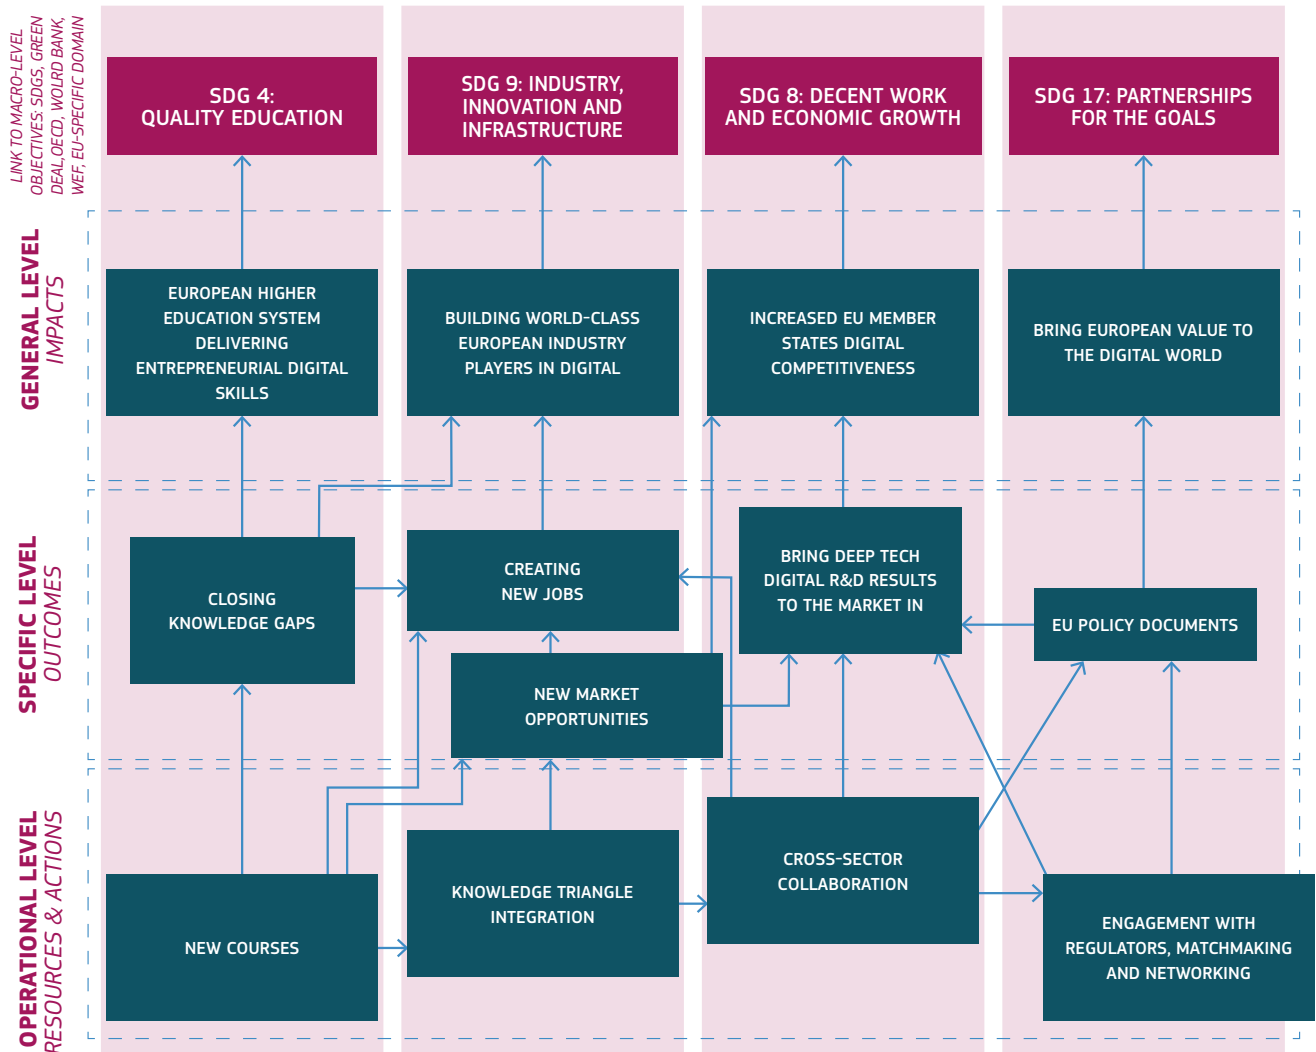 LINK TO MACRO-LEVEL
OBJECTIVES: SDGS, GREEN
DEAL,OECD, WOLRD BANK,
WEF, EU-SPECIFIC DOMAIN
SDG 4:
QUALITY EDUCATION
SDG 9: INDUSTRY,
INNOVATION AND
INFRASTRUCTURE
SDG 8: DECENT WORK
AND ECONOMIC GROWTH
SDG 17: PARTNERSHIPS
FOR THE GOALS
GENERAL LEVEL
IMPACTS
EUROPEAN HIGHER
EDUCATION SYSTEM
DELIVERING
ENTREPRENEURIAL DIGITAL
SKILLS
BUILDING WORLD-CLASS
EUROPEAN INDUSTRY
PLAYERS IN DIGITAL
INCREASED EU MEMBER
STATES DIGITAL
COMPETITIVENESS
BRING EUROPEAN VALUE TO
THE DIGITAL WORLD
SPECIFIC LEVEL
OUTCOMES
CLOSING
KNOWLEDGE GAPS
CREATING
NEW JOBS
NEW MARKET
OPPORTUNITIES
BRING DEEP TECH
DIGITAL R&D RESULTS
TO THE MARKET IN
EU POLICY DOCUMENTS
OPERATIONAL LEVEL
RESOURCES & ACTIONS
NEW COURSES
KNOWLEDGE TRIANGLE
INTEGRATION
CROSS-SECTOR
COLLABORATION
ENGAGEMENT WITH
REGULATORS, MATCHMAKING
AND NETWORKING